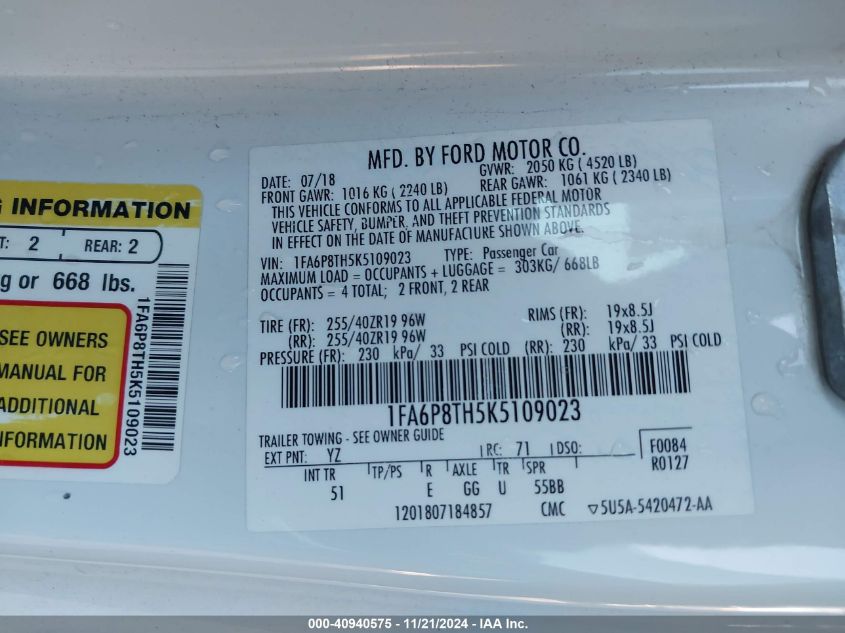 G INFORMATION
T: 2 REAR: 2
g or 668 lbs.
SEE OWNERS
MANUAL FOR
ADDITIONAL
INFORMATION
1FA6P8TH5K5109023
MFD. BY FORD MOTOR CO.
DATE: 07/18 GVWR: 2050 KG ( 4520 LB)
FRONT GAWR: 1016 KG ( 2240 LB) REAR GAWR: 1061 KG ( 2340 LB)
THIS VEHICLE CONFORMS TO ALL APPLICABLE FEDERAL MOTOR
VEHICLE SAFETY, BUMPER, AND THEFT PREVENTION STANDARDS
IN EFFECT ON THE DATE OF MANUFACTURE SHOWN ABOVE.
VIN: 1FA6P8TH5K5109023 TYPE: Passenger Car
MAXIMUM LOAD = OCCUPANTS + LUGGAGE = 303KG/ 668LB
OCCUPANTS = 4 TOTAL; 2 FRONT, 2 REAR
TIRE (FR): 255/40ZR19 96W RIMS (FR): 19x8.5J
(RR): 255/40ZR19 96W (RR): 19x8.5J
PRESSURE (FR): 230 kPa/ 33 PSI COLD (RR): 230 kPa/ 33 PSI COLD
1FA6P8TH5K5109023
TRAILER TOWING - SEE OWNER GUIDE
EXT PNT: YZ RC: 71 DSO: F0084
R0127
INT TR TP/PS R AXLE TR SPR
51 E GG U 55BB
1201807184857 CMC ▽5U5A-5420472-AA
000-40940575 - 11/21/2024 - IAA Inc.